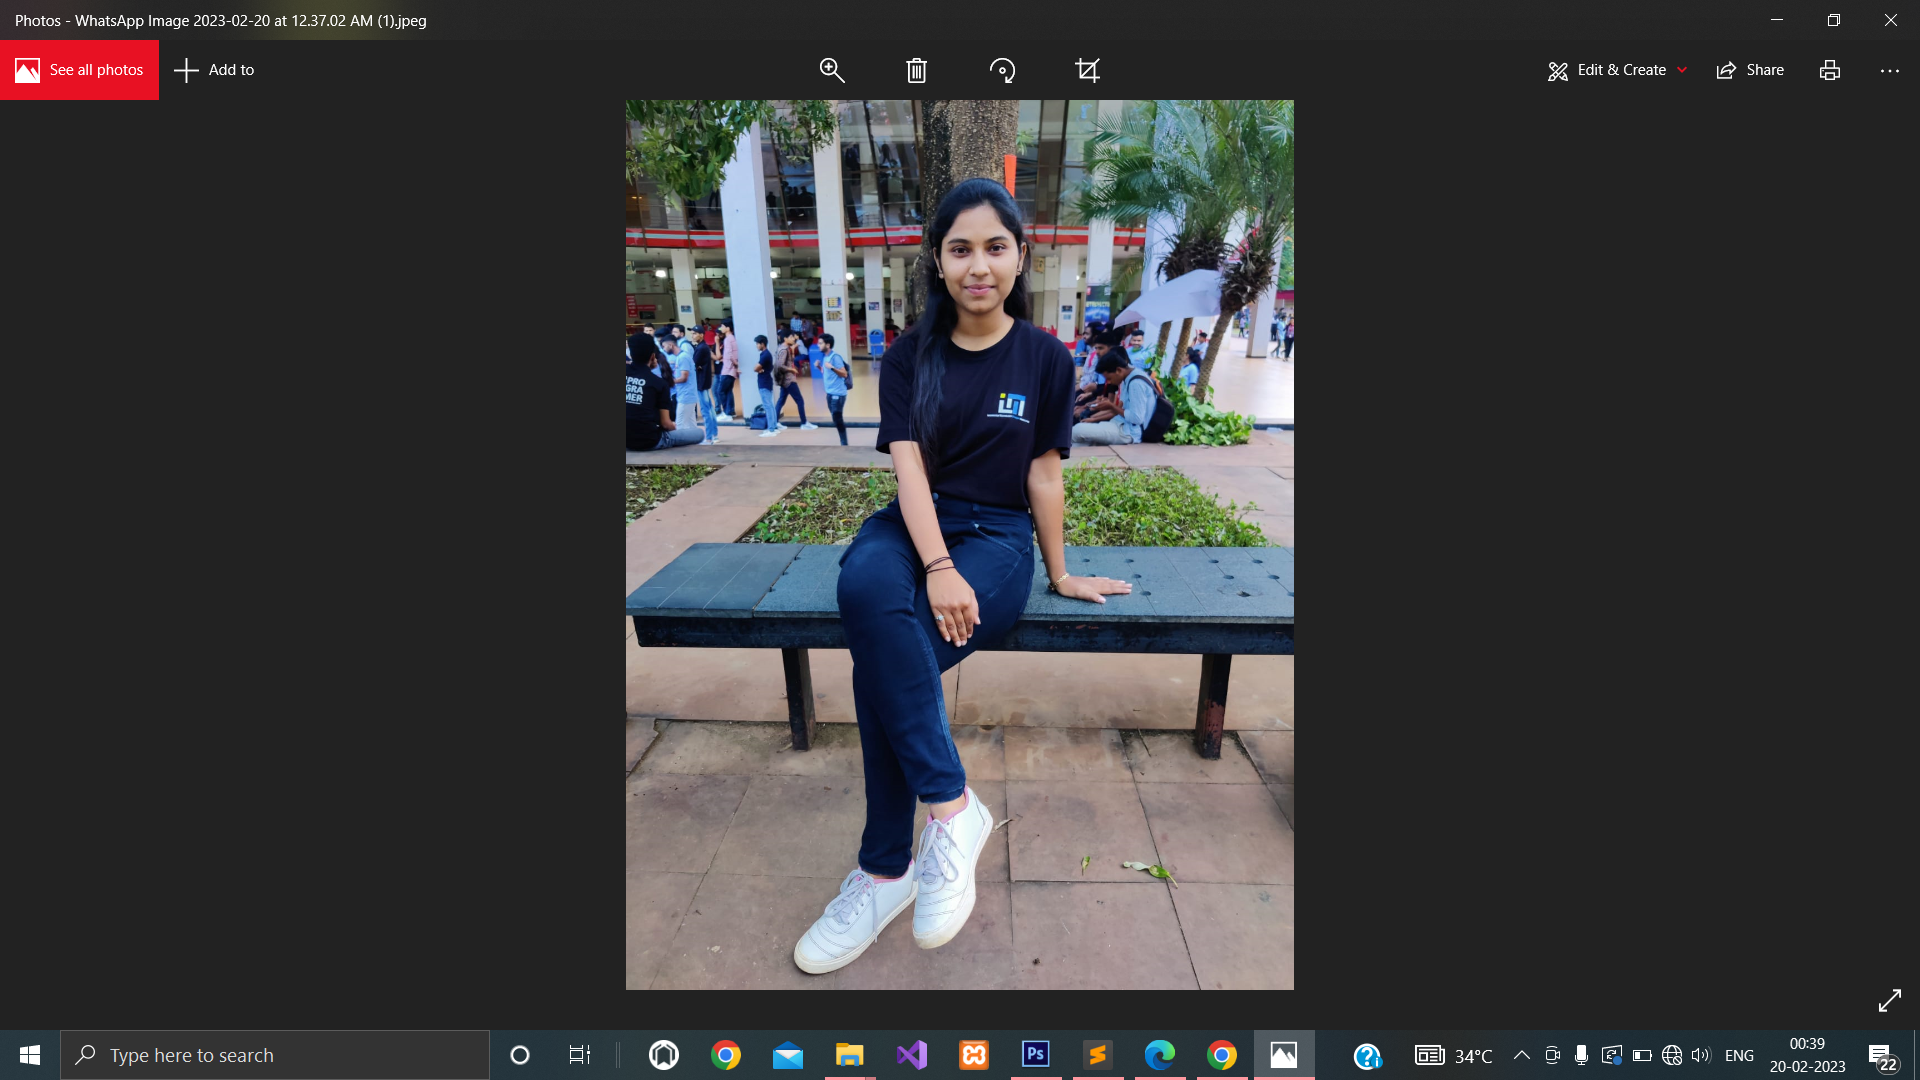 Photos - WhatsApp Image 2023-02-20 at 12.37.02 AM (1).jpeg
See all photos
Add to
Edit & Create
Share
PRO
GRA
MER
Ps
Type here to search
34°C
ENG
00:39
20-02-2023
22